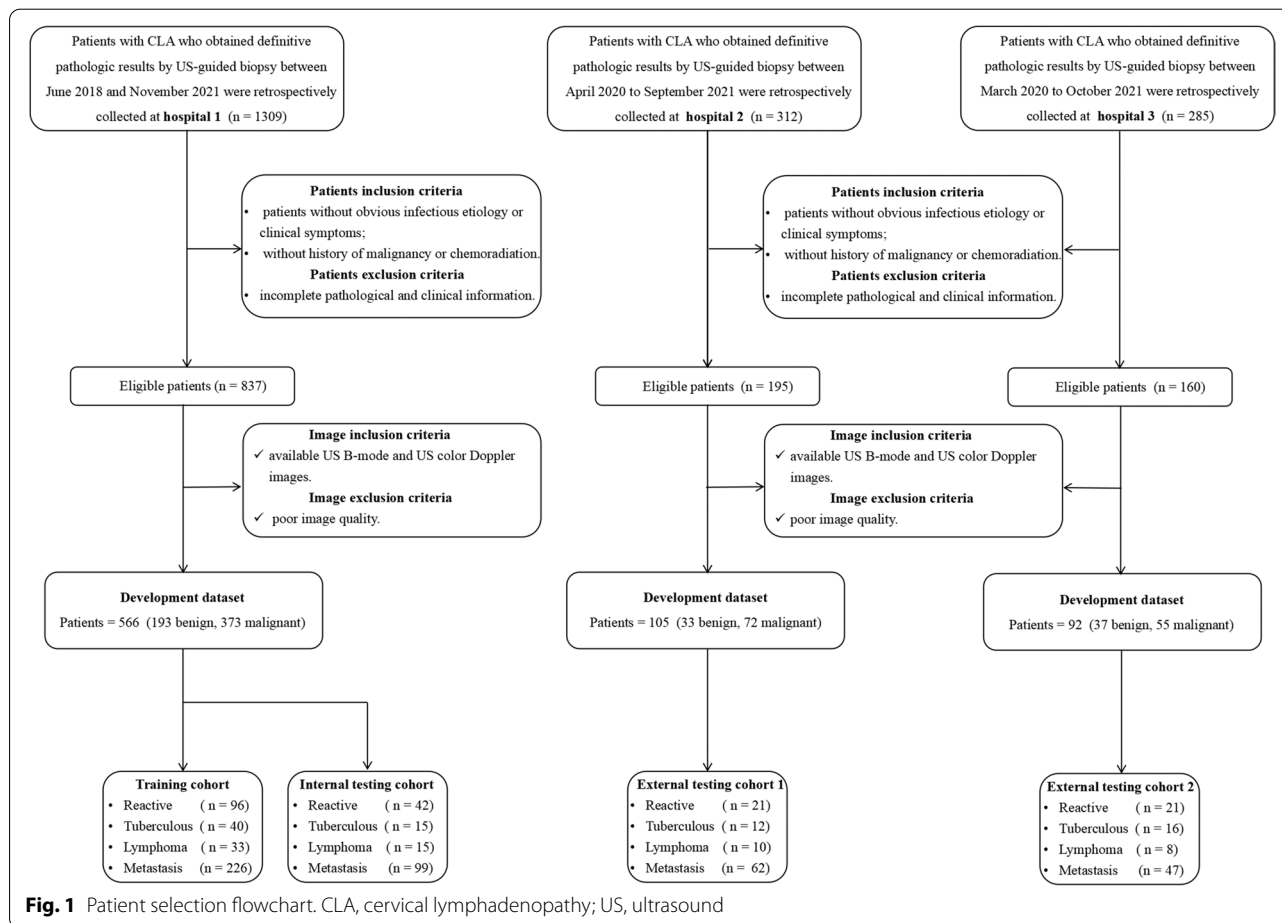 Patients with CLA who obtained definitive
pathologic results by US-guided biopsy between
June 2018 and November 2021 were retrospectively
collected at hospital 1 (n = 1309)
Patients with CLA who obtained definitive
pathologic results by US-guided biopsy between
April 2020 to September 2021 were retrospectively
collected at hospital 2 (n = 312)
Patients with CLA who obtained definitive
pathologic results by US-guided biopsy between
March 2020 to October 2021 were retrospectively
collected at hospital 3 (n = 285)
Patients inclusion criteria
• patients without obvious infectious etiology or
clinical symptoms;
• without history of malignancy or chemoradiation.
Patients exclusion criteria
• incomplete pathological and clinical information.
Patients inclusion criteria
• patients without obvious infectious etiology or
clinical symptoms;
• without history of malignancy or chemoradiation.
Patients exclusion criteria
• incomplete pathological and clinical information.
Eligible patients (n = 837)
Eligible patients (n = 195)
Eligible patients (n = 160)
Image inclusion criteria
✓ available US B-mode and US color Doppler
images.
Image exclusion criteria
✓ poor image quality.
Image inclusion criteria
✓ available US B-mode and US color Doppler
images.
Image exclusion criteria
✓ poor image quality.
Development dataset
Patients = 566 (193 benign, 373 malignant)
Development dataset
Patients = 105 (33 benign, 72 malignant)
Development dataset
Patients = 92 (37 benign, 55 malignant)
Training cohort
• Reactive ( n = 96)
• Tuberculous ( n = 40)
• Lymphoma ( n = 33)
• Metastasis (n = 226)
Internal testing cohort
• Reactive ( n = 42)
• Tuberculous ( n = 15)
• Lymphoma ( n = 15)
• Metastasis (n = 99)
External testing cohort 1
• Reactive ( n = 21)
• Tuberculous ( n = 12)
• Lymphoma ( n = 10)
• Metastasis ( n = 62)
External testing cohort 2
• Reactive ( n = 21)
• Tuberculous ( n = 16)
• Lymphoma ( n = 8)
• Metastasis ( n = 47)
Fig. 1 Patient selection flowchart. CLA, cervical lymphadenopathy; US, ultrasound